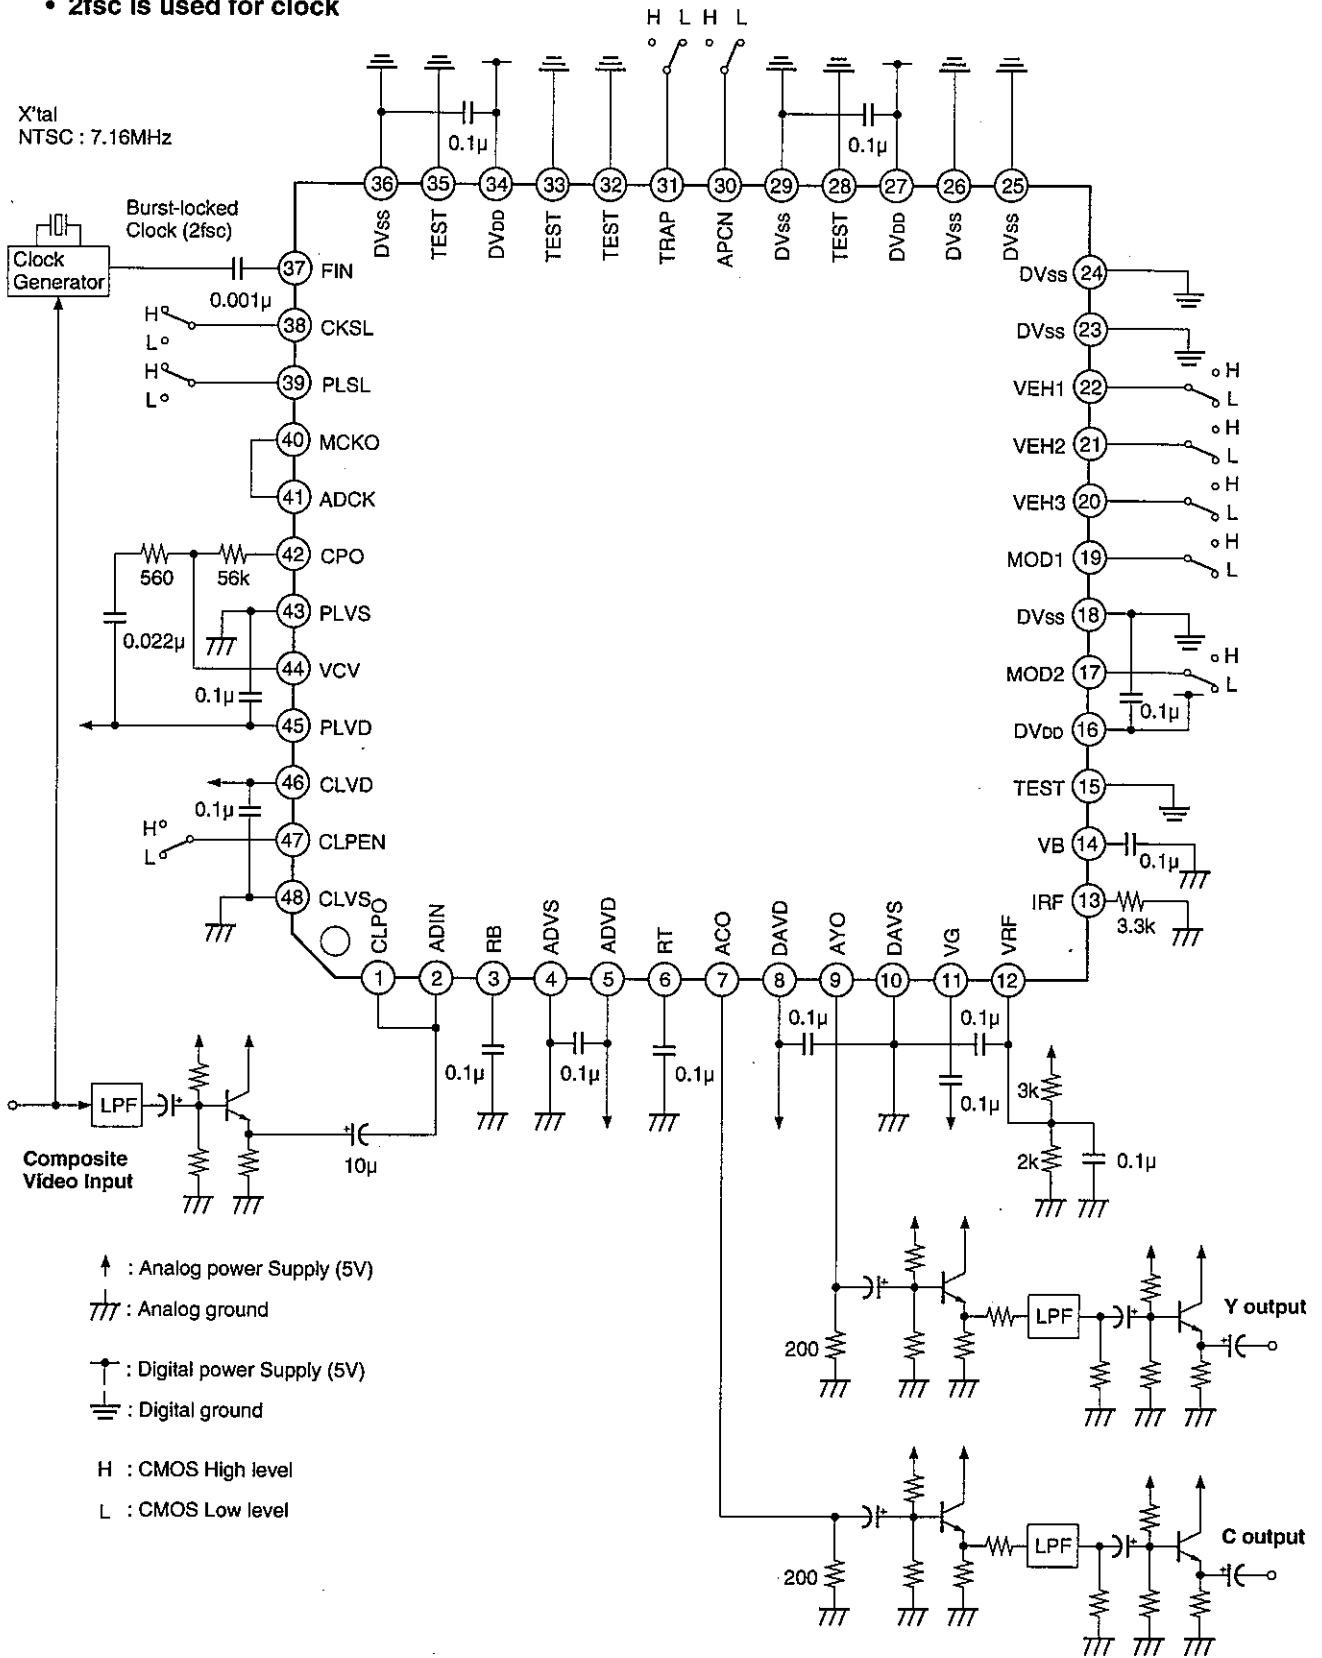 • 2fsc is used for clock
H L H L
X'tal
NTSC : 7.16MHz
0.1µ
0.1µ
36 35 34 33 32 31 30 29 28 27 26 25
DVSS TEST DVDD TEST TEST TRAP APCN DVSS TEST DVDD DVSS DVSS
Burst-locked
Clock (2fsc)
Clock
Generator
0.001µ
37 FIN
H
L
38 CKSL
H
L
39 PLSL
40 MCKO
41 ADCK
42 CPO
560 56k
43 PLVS
0.022µ
44 VCV
0.1µ
45 PLVD
46 CLVD
0.1µ
H
L
47 CLPEN
48 CLVS
DVss 24
DVss 23
VEH1 22
H
L
VEH2 21
H
L
VEH3 20
H
L
MOD1 19
H
L
DVss 18
MOD2 17
H
L
0.1µ
DVDD 16
TEST 15
VB 14
0.1µ
IRF 13
3.3k
CLPO ADIN RB ADVS ADVD RT ACO DAVD AYO DAVS VG VRF
1 2 3 4 5 6 7 8 9 10 11 12
0.1µ 0.1µ
0.1µ 0.1µ 0.1µ
0.1µ
3k
2k
0.1µ
LPF
10µ
Composite
Video Input
: Analog power Supply (5V)
: Analog ground
: Digital power Supply (5V)
: Digital ground
H : CMOS High level
L : CMOS Low level
200
LPF
Y output
200
LPF
C output